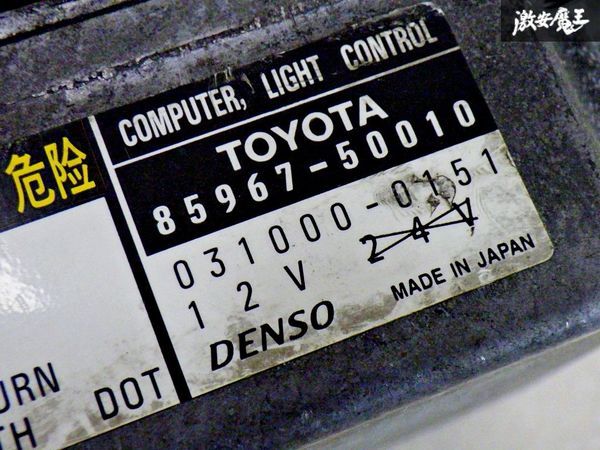 激安魔王
COMPUTER, LIGHT CONTROL
TOYOTA
85967-50010
031000-0151
12V 24V
DENSO
MADE IN JAPAN
危险
URN
TH DOT